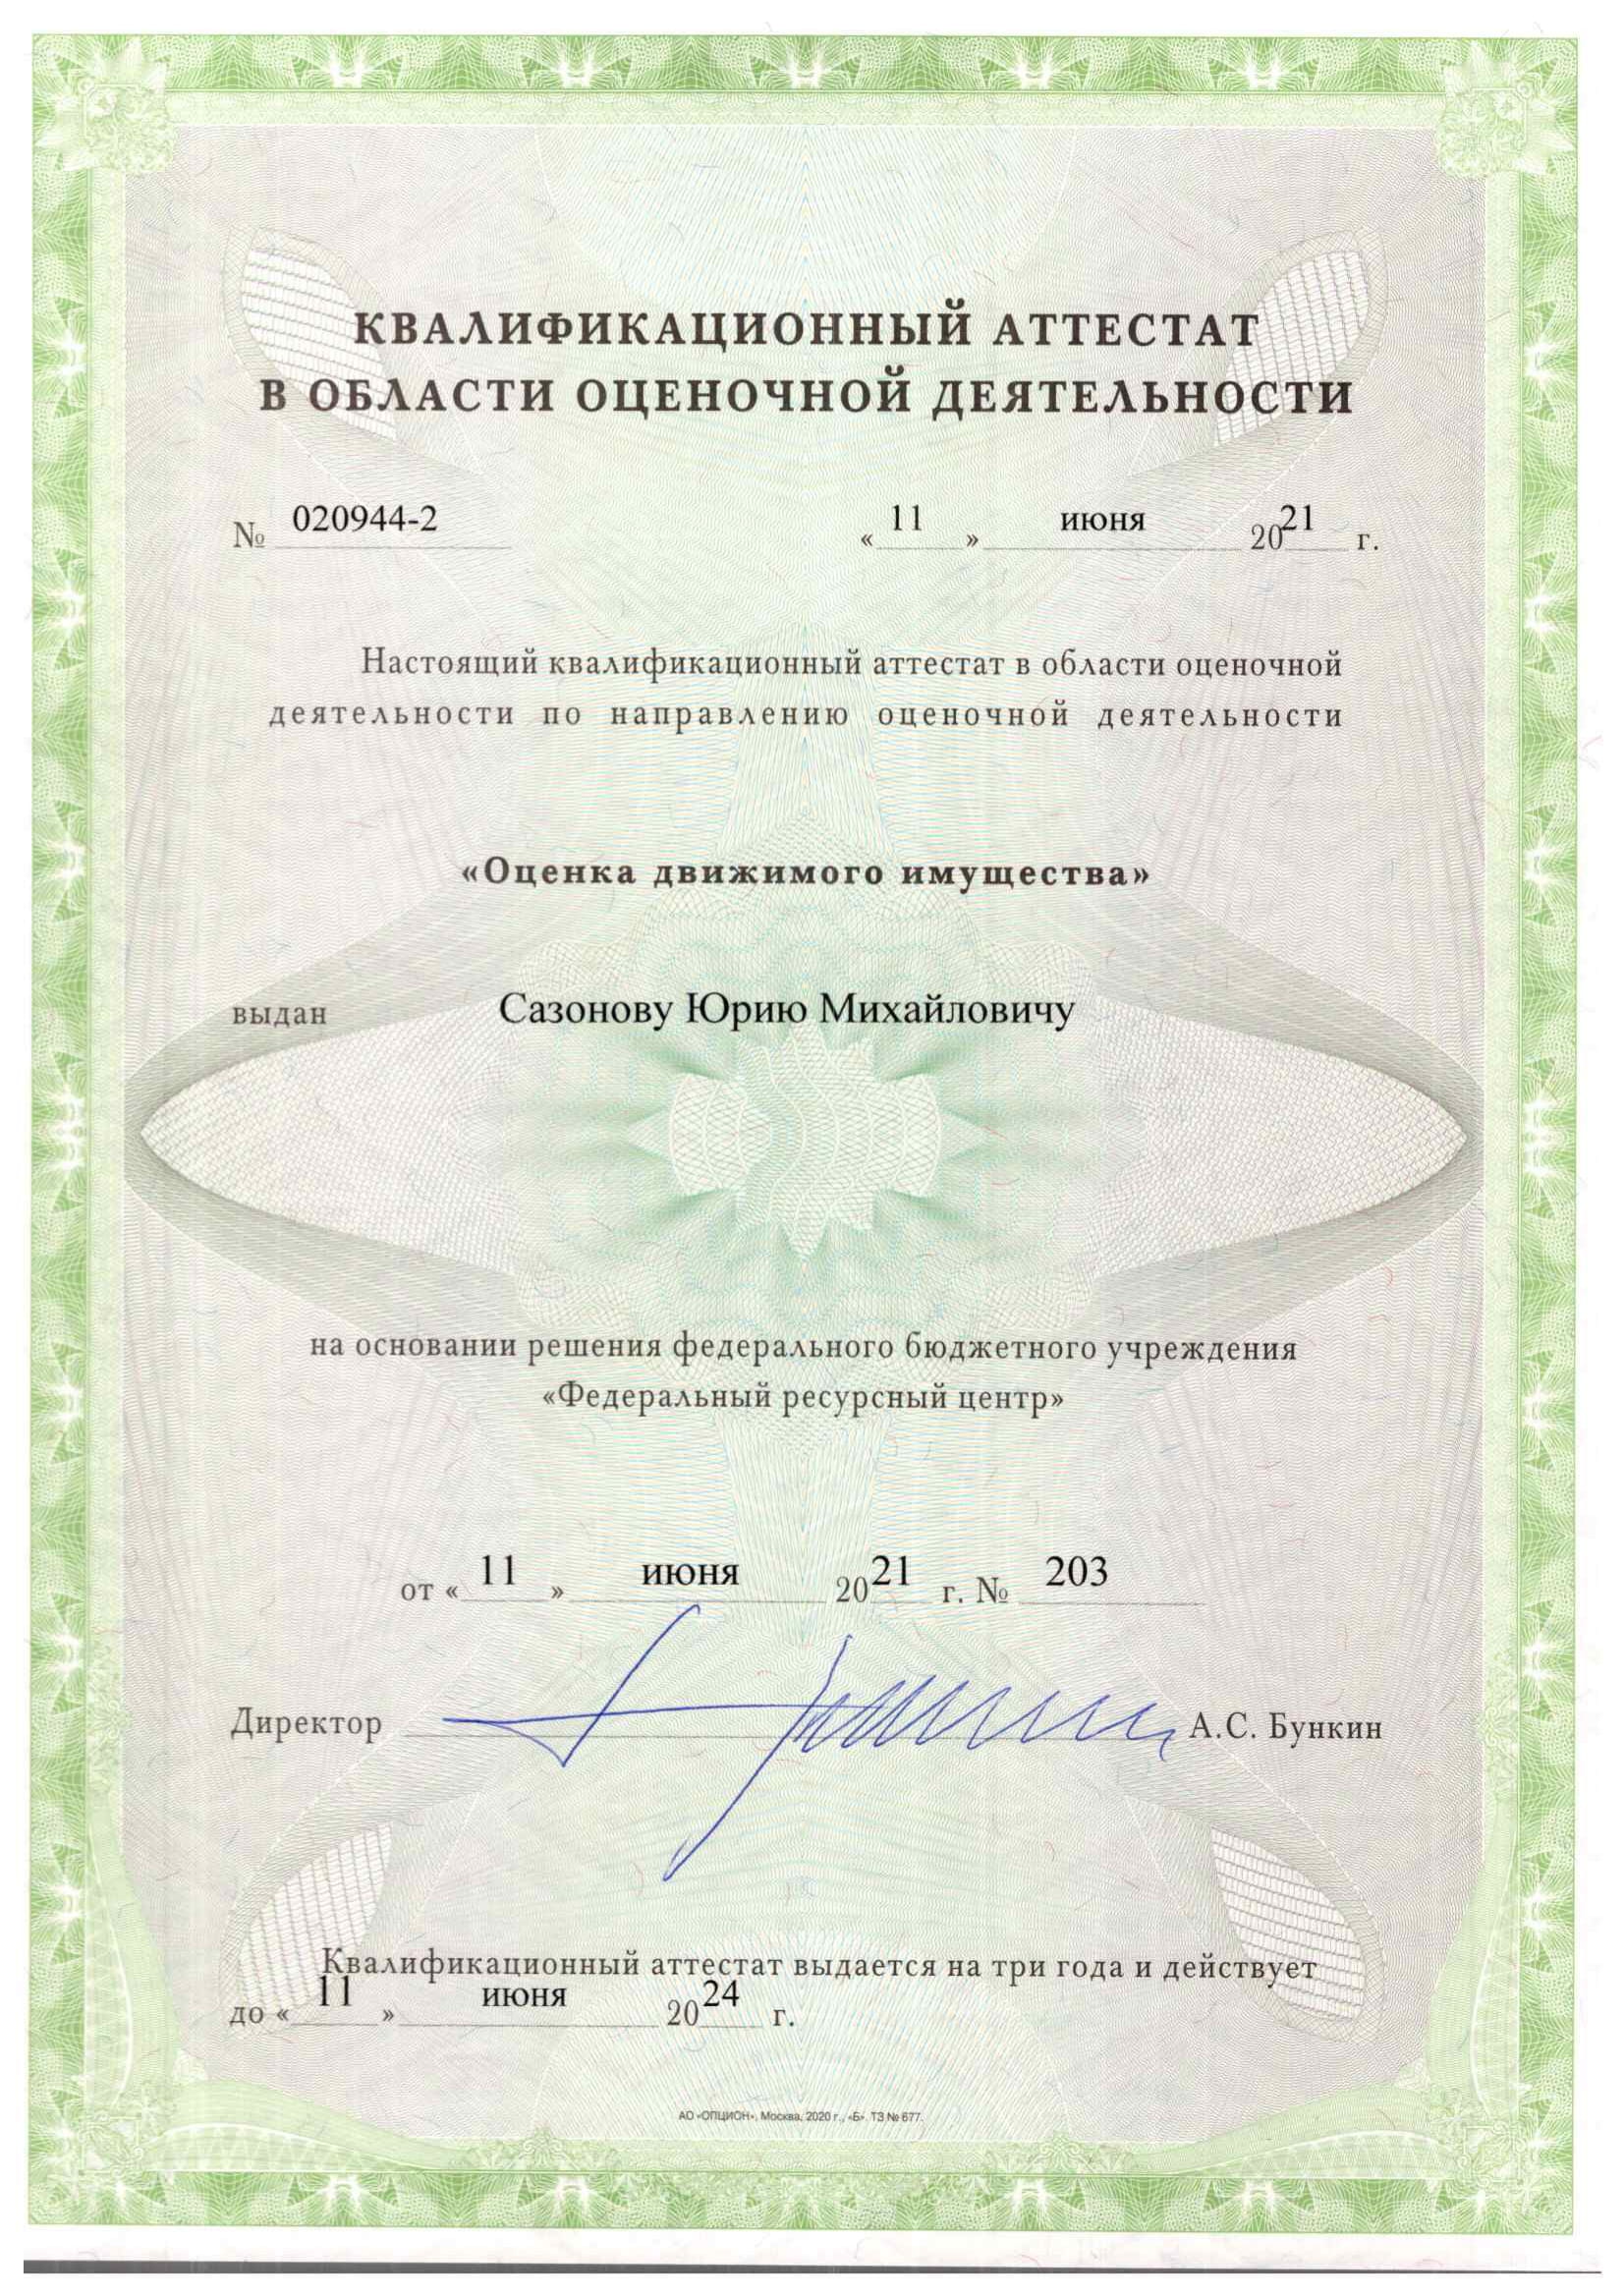 КВАЛИФИКАЦИОННЫЙ АТТЕСТАТ
В ОБЛАСТИ ОЦЕНОЧНОЙ ДЕЯТЕЛЬНОСТИ
№ 020944-2 « 11 » июня 2021 г.
Настоящий квалификационный аттестат в области оценочной
деятельности по направлению оценочной деятельности
«Оценка движимого имущества»
выдан Сазонову Юрию Михайловичу
на основании решения федерального бюджетного учреждения
«Федеральный ресурсный центр»
от « 11 » июня 2021 г. № 203
Директор А.С. Бункин
Квалификационный аттестат выдается на три года и действует
до « 11 » июня 2024 г.
АО «ОПЦИОН», Москва, 2020 г., «Б». ТЗ № 677.